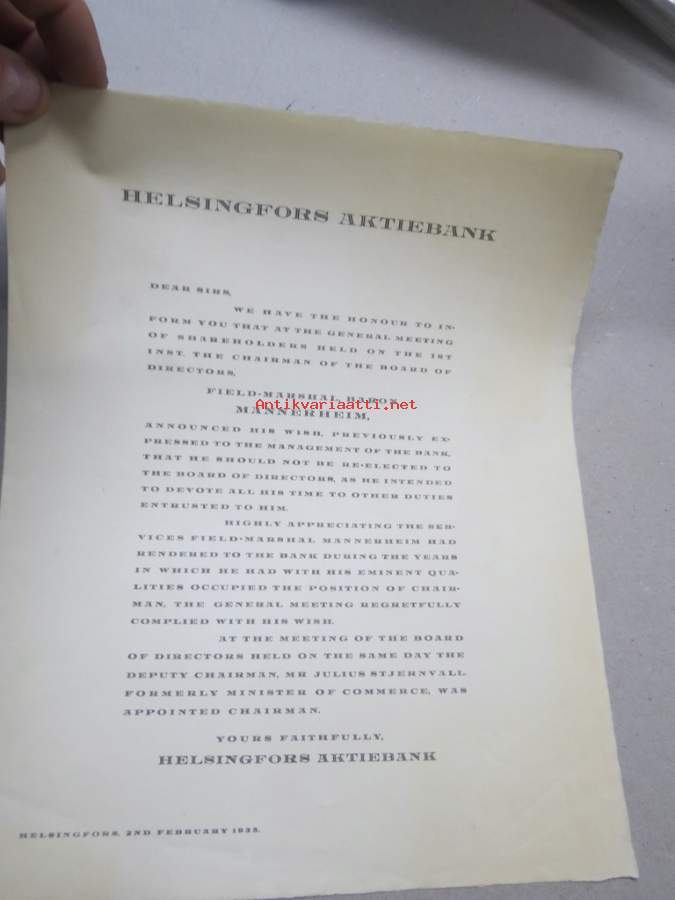 HELSINGFORS AKTIEBANK
DEAR SIRS,
WE HAVE THE HONOUR TO IN-
FORM YOU THAT AT THE GENERAL MEETING
OF SHAREHOLDERS HELD ON THE 1ST
INST. THE CHAIRMAN OF THE BOARD OF
DIRECTORS,
FIELD-MARSHAL BARON
Antikvariaatti.net
MANNERHEIM,
ANNOUNCED HIS WISH, PREVIOUSLY EX-
PRESSED TO THE MANAGEMENT OF THE BANK,
THAT HE SHOULD NOT BE RE-ELECTED TO
THE BOARD OF DIRECTORS, AS HE INTENDED
TO DEVOTE ALL HIS TIME TO OTHER DUTIES
ENTRUSTED TO HIM.
HIGHLY APPRECIATING THE SER-
VICES FIELD-MARSHAL MANNERHEIM HAD
RENDERED TO THE BANK DURING THE YEARS
IN WHICH HE HAD WITH HIS EMINENT QUA-
LITIES OCCUPIED THE POSITION OF CHAIR-
MAN, THE GENERAL MEETING REGRETFULLY
COMPLIED WITH HIS WISH.
AT THE MEETING OF THE BOARD
OF DIRECTORS HELD ON THE SAME DAY THE
DEPUTY CHAIRMAN, MR JULIUS STJERNVALL,
FORMERLY MINISTER OF COMMERCE, WAS
APPOINTED CHAIRMAN.
YOURS FAITHFULLY,
HELSINGFORS AKTIEBANK
HELSINGFORS, 2ND FEBRUARY 1935.